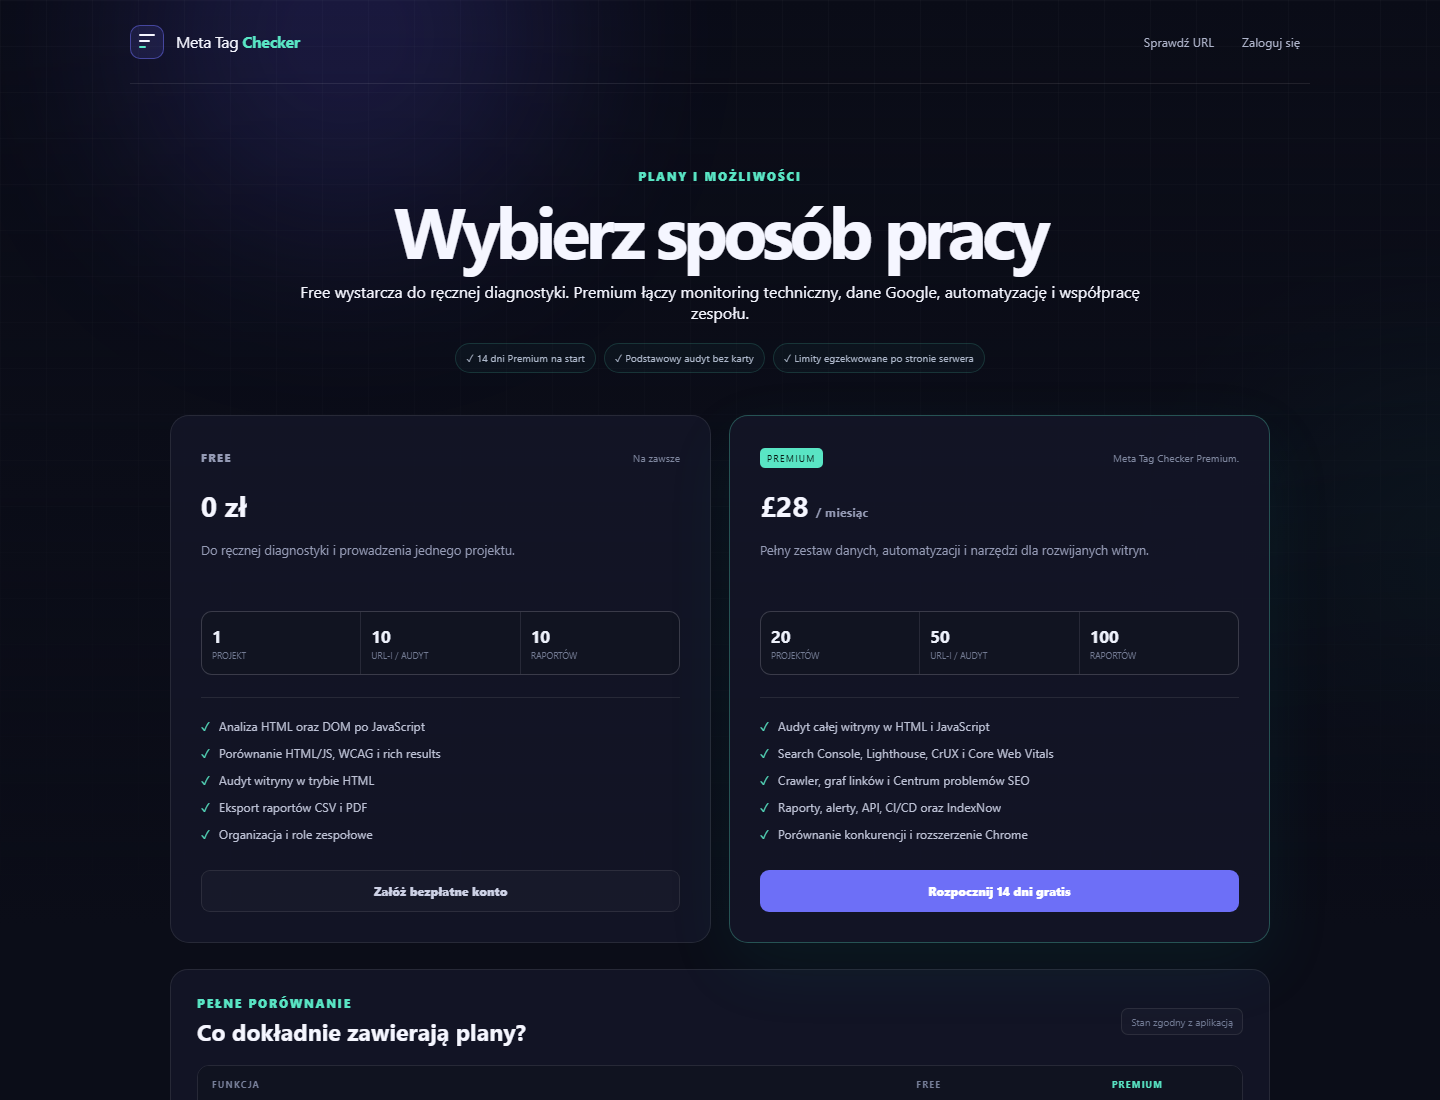 Meta Tag Checker
Sprawdź URL
Zaloguj się
PLANY I MOŻLIWOŚCI
Wybierz sposób pracy
Free wystarcza do ręcznej diagnostyki. Premium łączy monitoring techniczny, dane Google, automatyzację i współpracę
zespołu.
✓ 14 dni Premium na start
✓ Podstawowy audyt bez karty
✓ Limity egzekwowane po stronie serwera
FREE
Na zawsze
0 zł
Do ręcznej diagnostyki i prowadzenia jednego projektu.
1
PROJEKT
10
URL-I / AUDYT
10
RAPORTÓW
✓ Analiza HTML oraz DOM po JavaScript
✓ Porównanie HTML/JS, WCAG i rich results
✓ Audyt witryny w trybie HTML
✓ Eksport raportów CSV i PDF
✓ Organizacja i role zespołowe
Załóż bezpłatne konto
PREMIUM
Meta Tag Checker Premium.
£28 / miesiąc
Pełny zestaw danych, automatyzacji i narzędzi dla rozwijanych witryn.
20
PROJEKTÓW
50
URL-I / AUDYT
100
RAPORTÓW
✓ Audyt całej witryny w HTML i JavaScript
✓ Search Console, Lighthouse, CrUX i Core Web Vitals
✓ Crawler, graf linków i Centrum problemów SEO
✓ Raporty, alerty, API, CI/CD oraz IndexNow
✓ Porównanie konkurencji i rozszerzenie Chrome
Rozpocznij 14 dni gratis
PEŁNE PORÓWNANIE
Co dokładnie zawierają plany?
Stan zgodny z aplikacją
FUNKCJA
FREE
PREMIUM